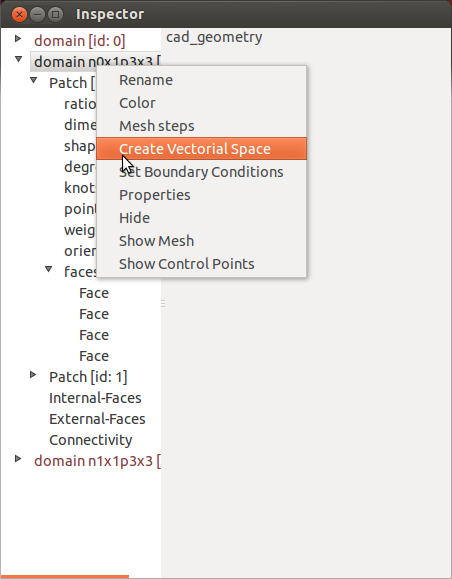 Inspector
domain [id: 0]
cad_geometry
domain n0x1p3x3 [
Patch [
ratio
dime
shap
degr
knot
point
weig
orien
Rename
Color
Mesh steps
Create Vectorial Space
Set Boundary Conditions
Properties
Hide
Show Mesh
Show Control Points
faces
Face
Face
Face
Face
Patch [id: 1]
Internal-Faces
External-Faces
Connectivity
domain n1x1p3x3 [